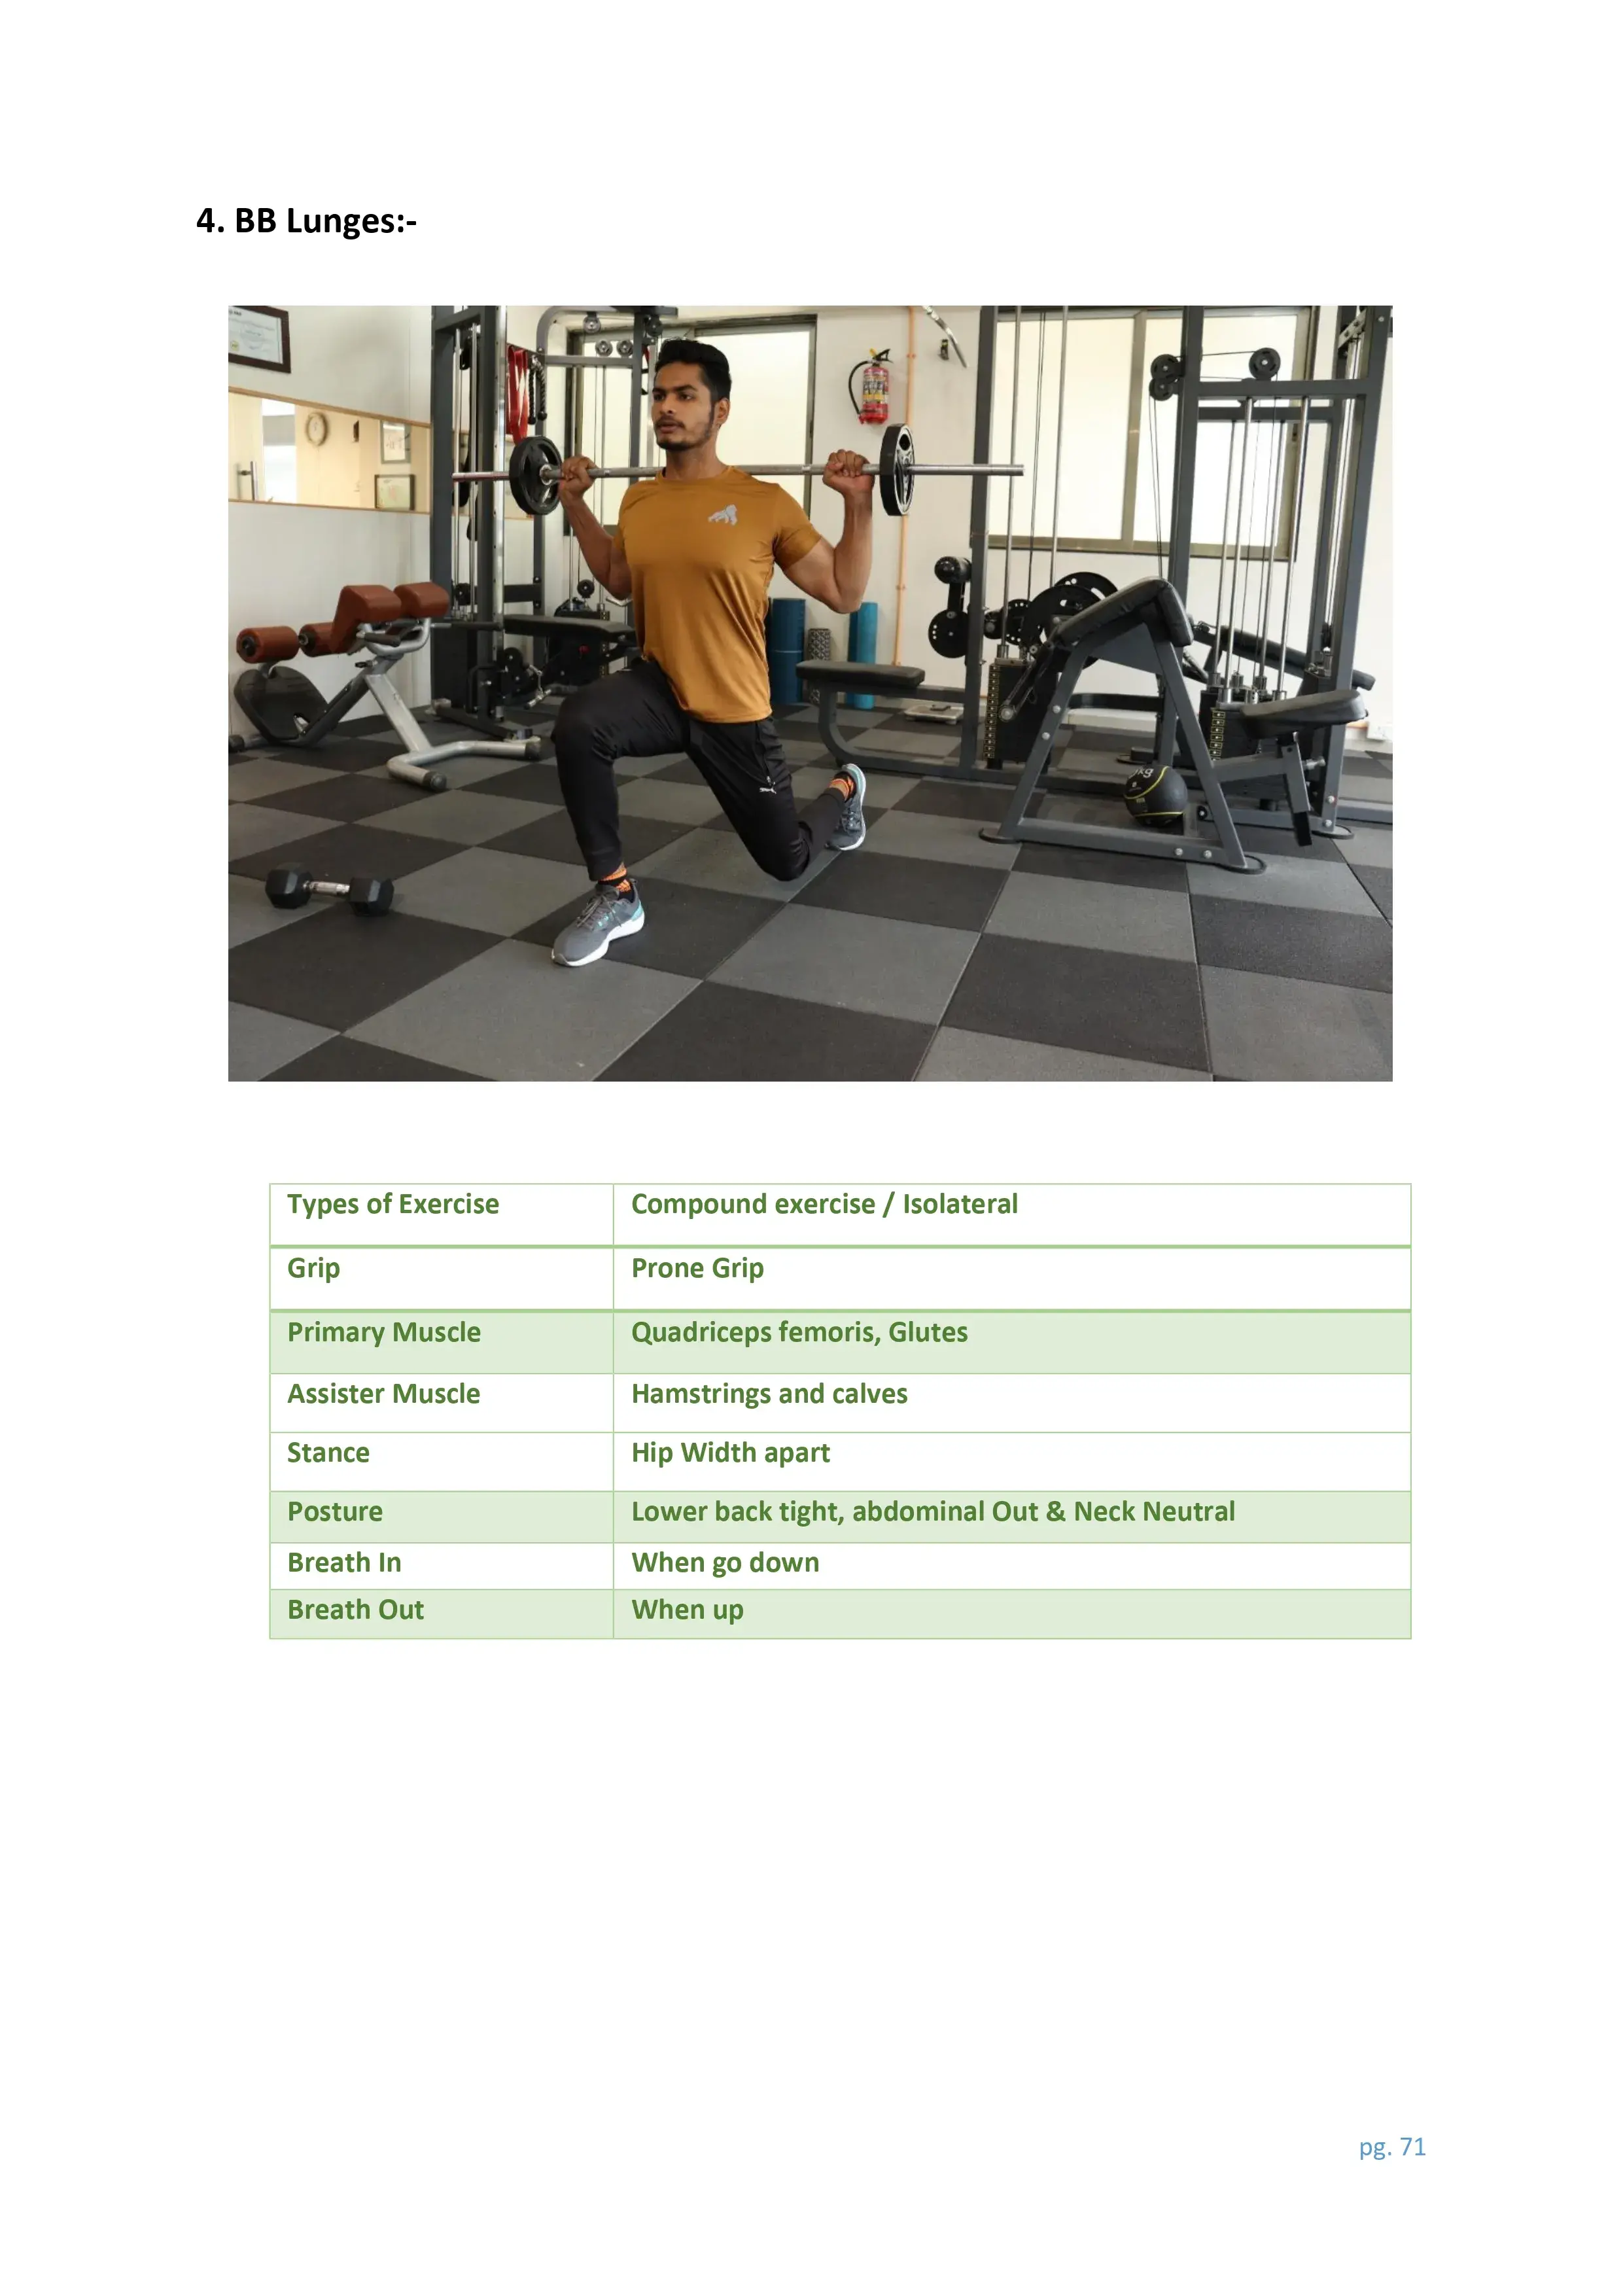 4. BB Lunges:-
kg
Types of Exercise Compound exercise / Isolateral
Grip Prone Grip
Primary Muscle Quadriceps femoris, Glutes
Assister Muscle Hamstrings and calves
Stance Hip Width apart
Posture Lower back tight, abdominal Out & Neck Neutral
Breath In When go down
Breath Out When up
pg. 71